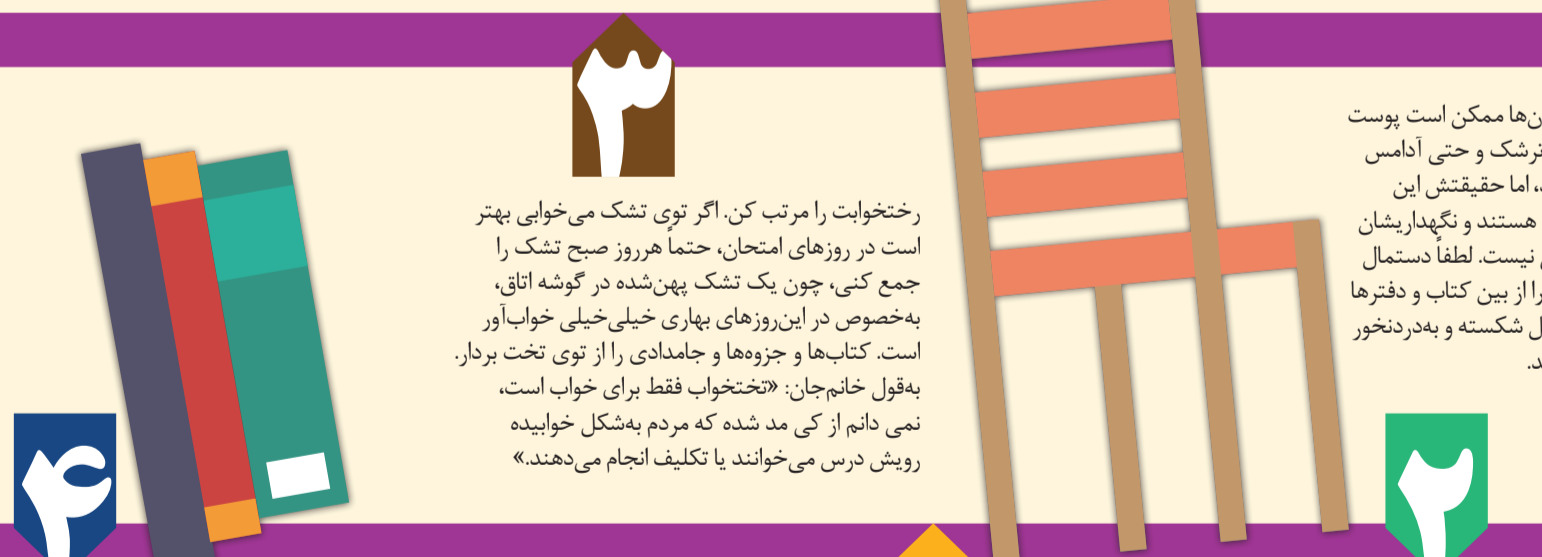 ن‌ها ممکن است پوست
ترشک و حتی آدامس
، اما حقیقتش این
هستند و نگهداریشان
نیست. لطفاً دستمال
را از بین کتاب و دفترها
ل شکسته و به‌دردنخور
د.
۲
۳
رختخوابت را مرتب کن. اگر توی تشک می‌خوابی بهتر
است در روزهای امتحان، حتماً هرروز صبح تشک را
جمع کنی، چون یک تشک پهن‌شده در گوشه اتاق،
به‌خصوص در این‌روزهای بهاری خیلی‌خیلی خواب‌آور
است. کتاب‌ها و جزوه‌ها و جامدادی را از توی تخت بردار.
به‌قول خانم‌جان: «تختخواب فقط برای خواب است،
نمی دانم از کی مد شده که مردم به‌شکل خوابیده
رویش درس می‌خوانند یا تکلیف انجام می‌دهند.»
۴